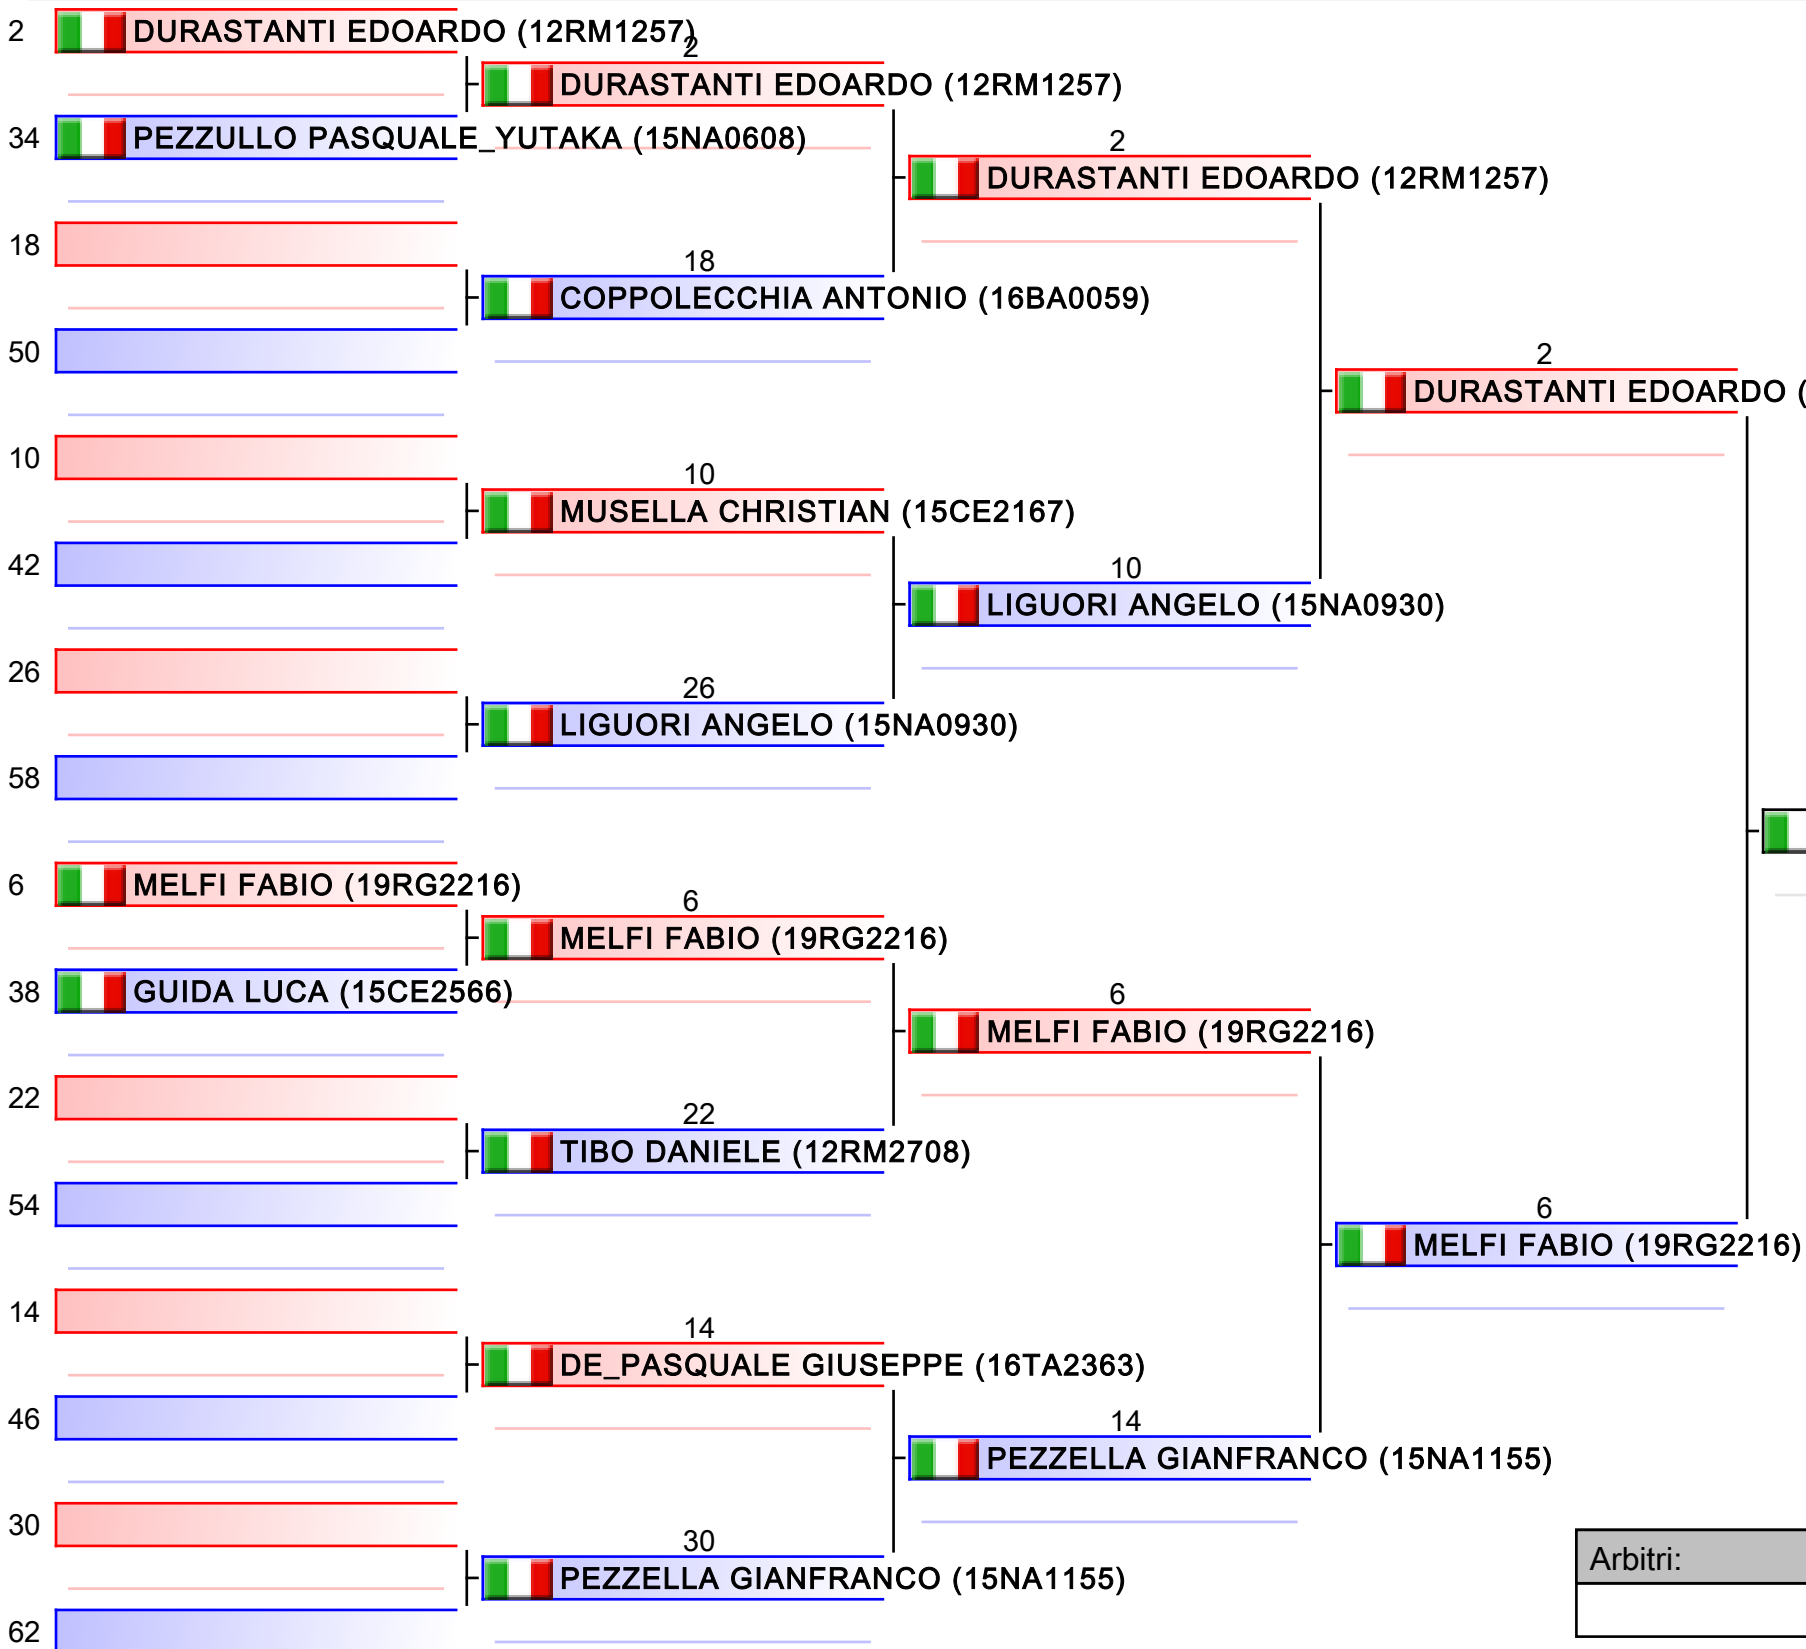 2 DURASTANTI EDOARDO (12RM1257)
2
DURASTANTI EDOARDO (12RM1257)
34 PEZZULLO PASQUALE_YUTAKA (15NA0608)
2
DURASTANTI EDOARDO (12RM1257)
18
18
COPPOLECCHIA ANTONIO (16BA0059)
50
2
DURASTANTI EDOARDO (
10
10
MUSELLA CHRISTIAN (15CE2167)
42
10
LIGUORI ANGELO (15NA0930)
26
26
LIGUORI ANGELO (15NA0930)
58
6 MELFI FABIO (19RG2216)
6
MELFI FABIO (19RG2216)
38 GUIDA LUCA (15CE2566)
6
MELFI FABIO (19RG2216)
22
22
TIBO DANIELE (12RM2708)
54
6
MELFI FABIO (19RG2216)
14
14
DE_PASQUALE GIUSEPPE (16TA2363)
46
14
PEZZELLA GIANFRANCO (15NA1155)
30
30
PEZZELLA GIANFRANCO (15NA1155)
Arbitri:
62